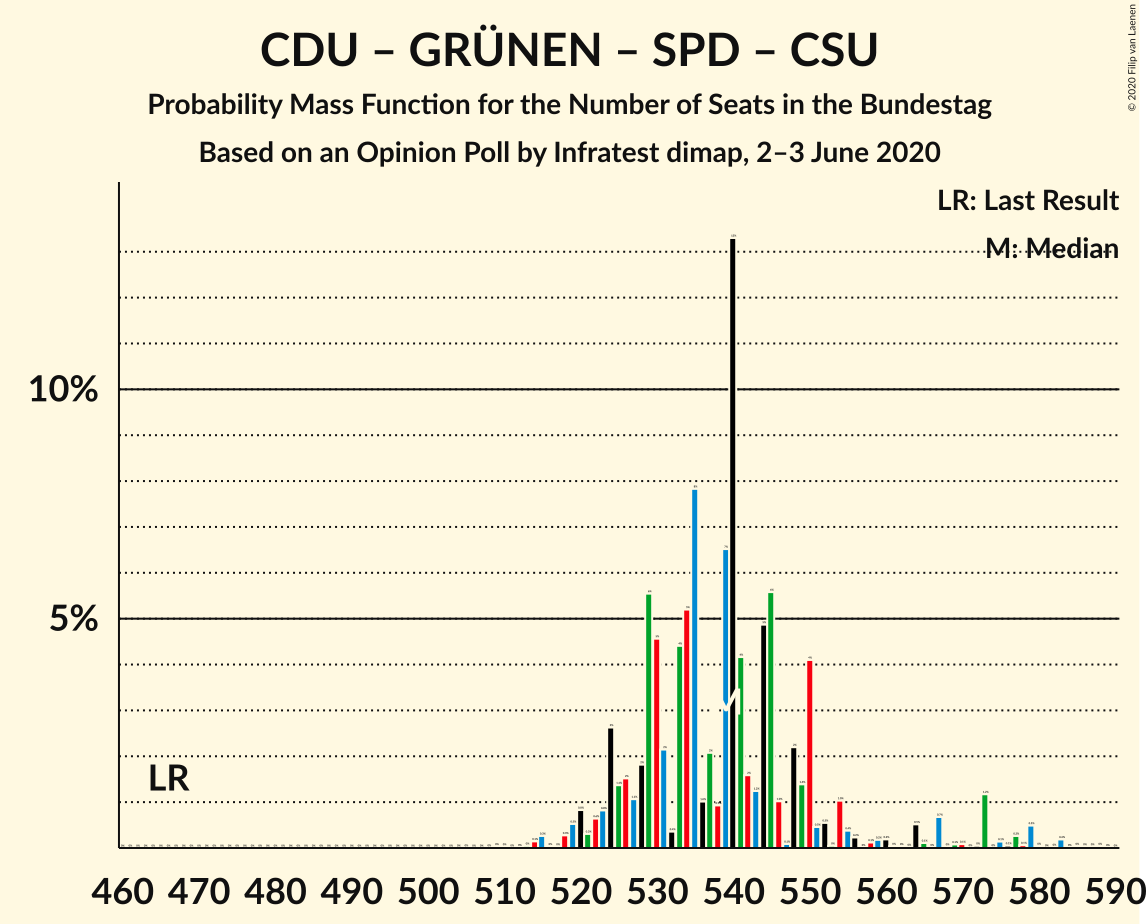 CDU – GRÜNEN – SPD – CSU
Probability Mass Function for the Number of Seats in the Bundestag
Based on an Opinion Poll by Infratest dimap, 2–3 June 2020
© 2020 Filip van Laenen
LR: Last Result
M: Median
10%
5%
LR
460 470 480 490 500 510 520 530 540 550 560 570 580 590